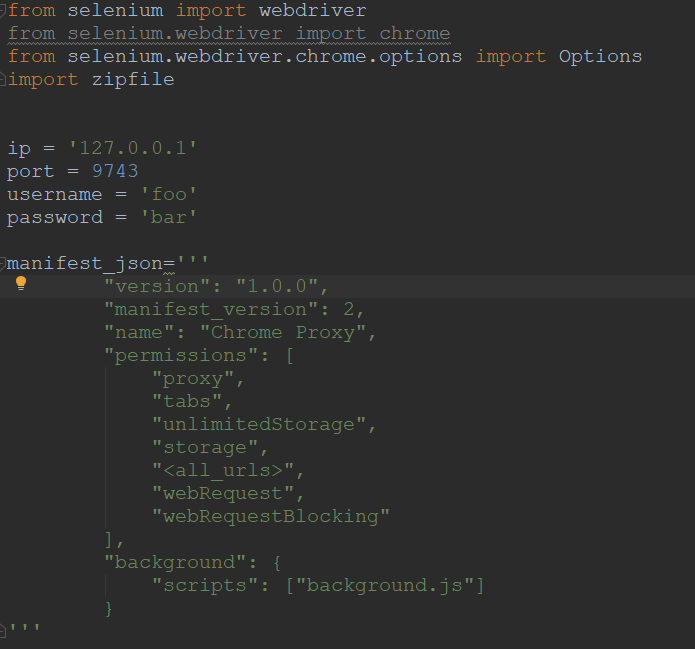 from selenium import webdriver
from selenium.webdriver import chrome
from selenium.webdriver.chrome.options import Options
import zipfile
ip = '127.0.0.1'
port = 9743
username = 'foo'
password = 'bar'
manifest_json='''
"version": "1.0.0",
"manifest_version": 2,
"name": "Chrome Proxy",
"permissions": [
"proxy",
"tabs",
"unlimitedStorage",
"storage",
"<all_urls>",
"webRequest",
"webRequestBlocking"
],
"background": {
"scripts": ["background.js"]
}
'''